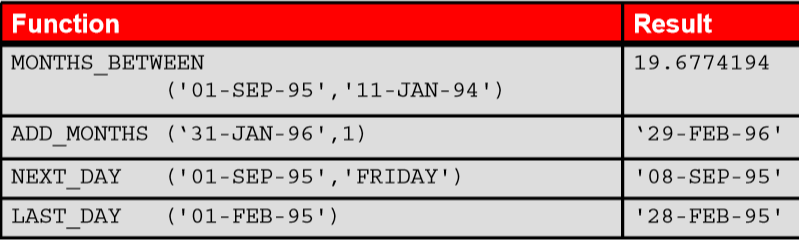 Function Result
MONTHS_BETWEEN 19.6774194
('01-SEP-95','11-JAN-94')
ADD_MONTHS (‘31-JAN-96',1) ‘29-FEB-96'
NEXT_DAY ('01-SEP-95','FRIDAY') '08-SEP-95'
LAST_DAY ('01-FEB-95') '28-FEB-95'